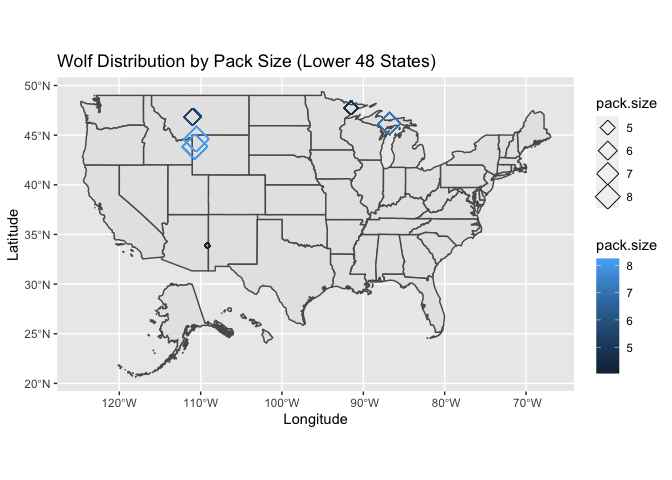 Wolf Distribution by Pack Size (Lower 48 States)
50°N
45°N
40°N
35°N
30°N
25°N
20°N
Latitude
120°W 110°W 100°W 90°W 80°W 70°W
Longitude
pack.size
5
6
7
8
pack.size
8
7
6
5